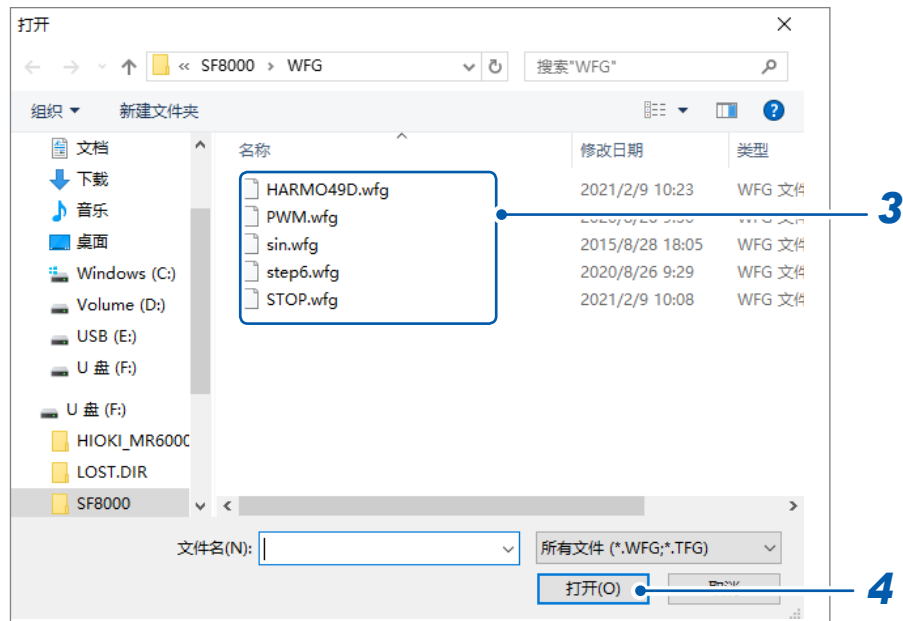 打开
« SF8000 > WFG
搜索"WFG"
组织
新建文件夹
文档
下载
音乐
桌面
Windows (C:)
Volume (D:)
USB (E:)
U 盘 (F:)
U 盘 (F:)
HIOKI_MR6000
LOST.DIR
SF8000
名称 修改日期 类型
HARMO49D.wfg 2021/2/9 10:23 WFG 文件
PWM.wfg
sin.wfg 2015/8/28 18:05 WFG 文件
step6.wfg 2020/8/26 9:29 WFG 文件
STOP.wfg 2021/2/9 10:08 WFG 文件
3
文件名(N):
所有文件 (*.WFG;*.TFG)
打开(O)
4